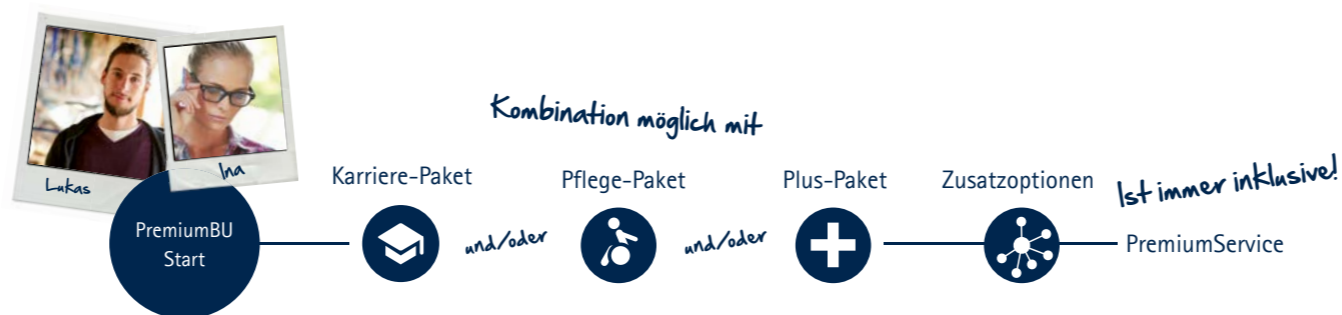 Lukas
Ina
PremiumBU
Start
Kombination möglich mit
Karriere-Paket
und/oder
Pflege-Paket
und/oder
Plus-Paket
Zusatzoptionen
Ist immer inklusive!
PremiumService